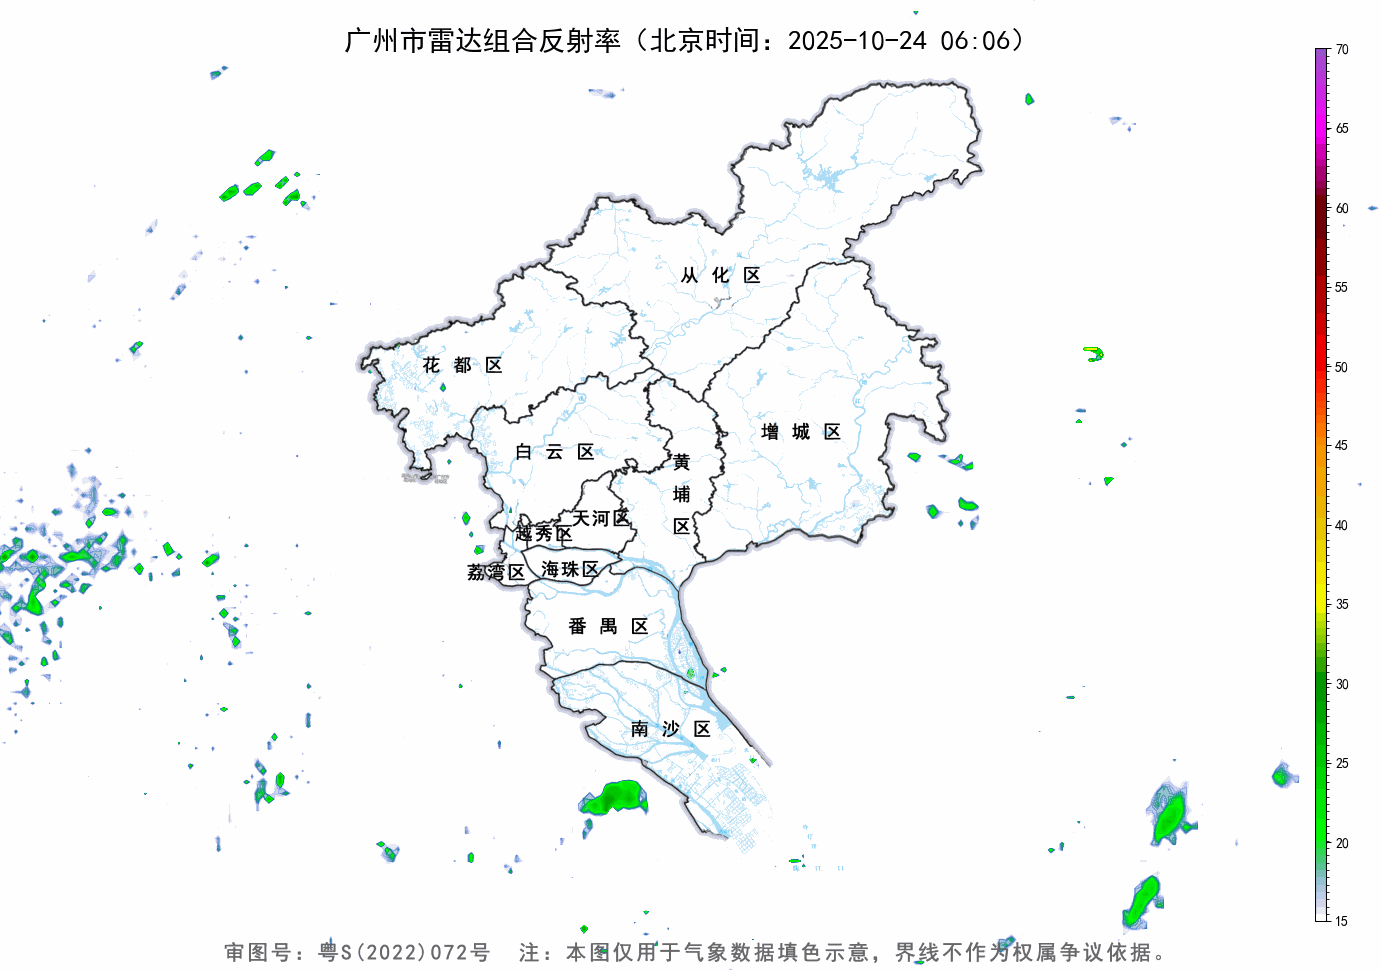 广州市雷达组合反射率（北京时间：2025-10-24 06:06）
70
65
60
55
50
45
40
35
30
25
20
15
从化区
花都区
增城区
白云区
黄埔区
天河区
越秀区
荔湾区
海珠区
番禺区
南沙区
审图号：粤S(2022)072号 注：本图仅用于气象数据填色示意，界线不作为权属争议依据。